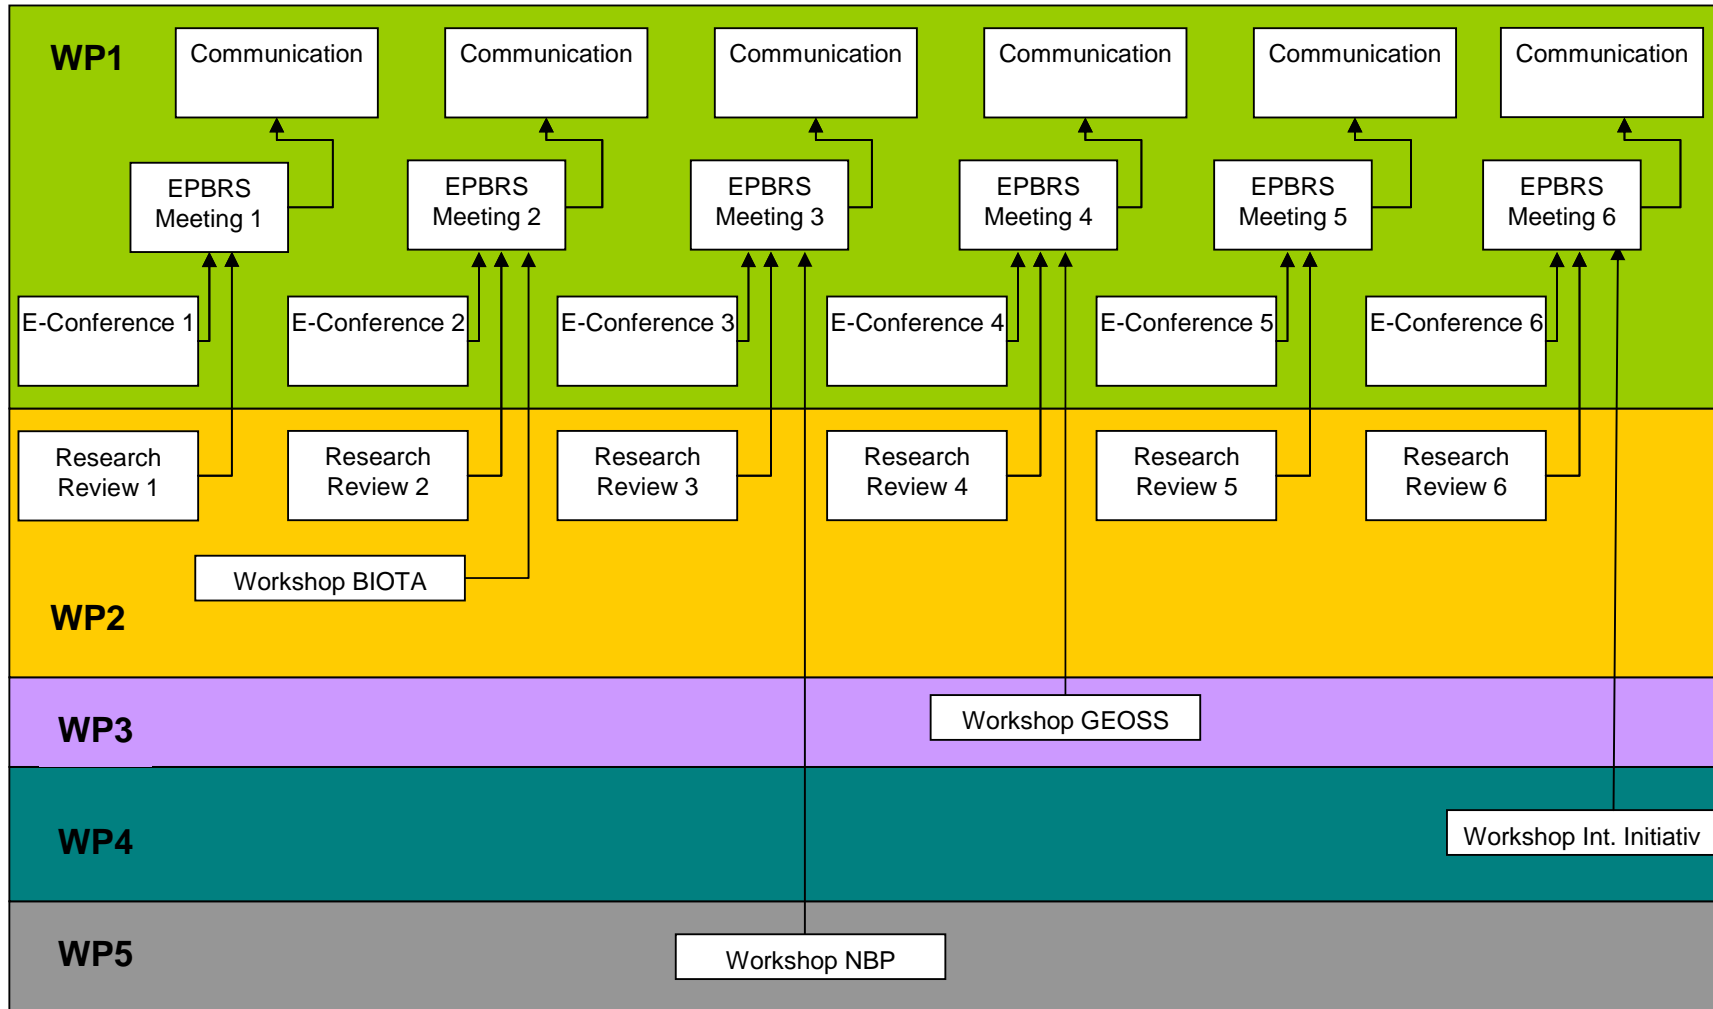 WP1
Communication
Communication
Communication
Communication
Communication
Communication
EPBRS
Meeting 1
EPBRS
Meeting 2
EPBRS
Meeting 3
EPBRS
Meeting 4
EPBRS
Meeting 5
EPBRS
Meeting 6
E-Conference 1
E-Conference 2
E-Conference 3
E-Conference 4
E-Conference 5
E-Conference 6
Research
Review 1
Research
Review 2
Research
Review 3
Research
Review 4
Research
Review 5
Research
Review 6
Workshop BIOTA
WP2
WP3
Workshop GEOSS
WP4
Workshop Int. Initiativ
WP5
Workshop NBP